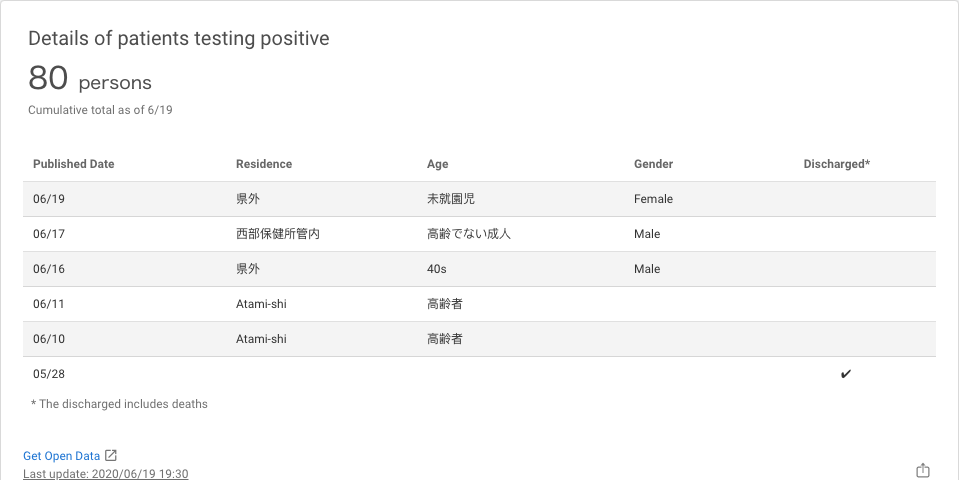 Details of patients testing positive
80 persons
Cumulative total as of 6/19
Published Date Residence Age Gender Discharged*
06/19 県外 未就園児 Female
06/17 西部保健所管内 高齢でない成人 Male
06/16 県外 40s Male
06/11 Atami-shi 高齢者
06/10 Atami-shi 高齢者
05/28 ✔
* The discharged includes deaths
Get Open Data
Last update: 2020/06/19 19:30